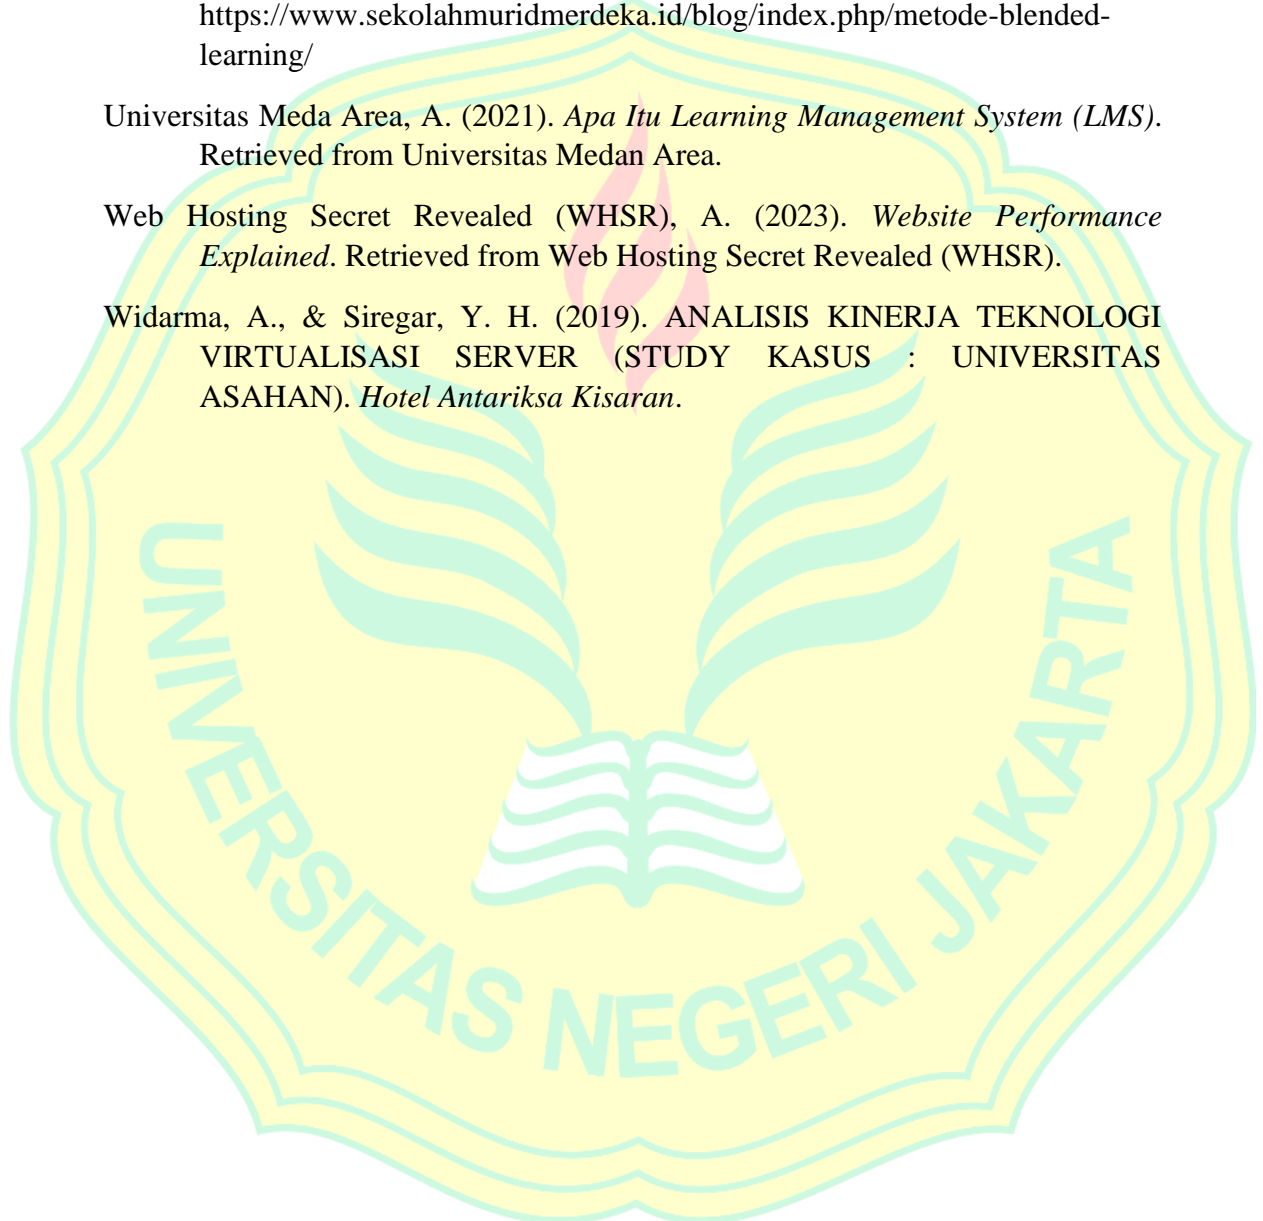 https://www.sekolahmuridmerdeka.id/blog/index.php/metode-blended-
learning/
Universitas Meda Area, A. (2021). Apa Itu Learning Management System (LMS).
Retrieved from Universitas Medan Area.
Web Hosting Secret Revealed (WHSR), A. (2023). Website Performance
Explained. Retrieved from Web Hosting Secret Revealed (WHSR).
Widarma, A., & Siregar, Y. H. (2019). ANALISIS KINERJA TEKNOLOGI
VIRTUALISASI SERVER (STUDY KASUS : UNIVERSITAS
ASAHAN). Hotel Antariksa Kisaran.
UNIVERSITAS NEGERI JAKARTA